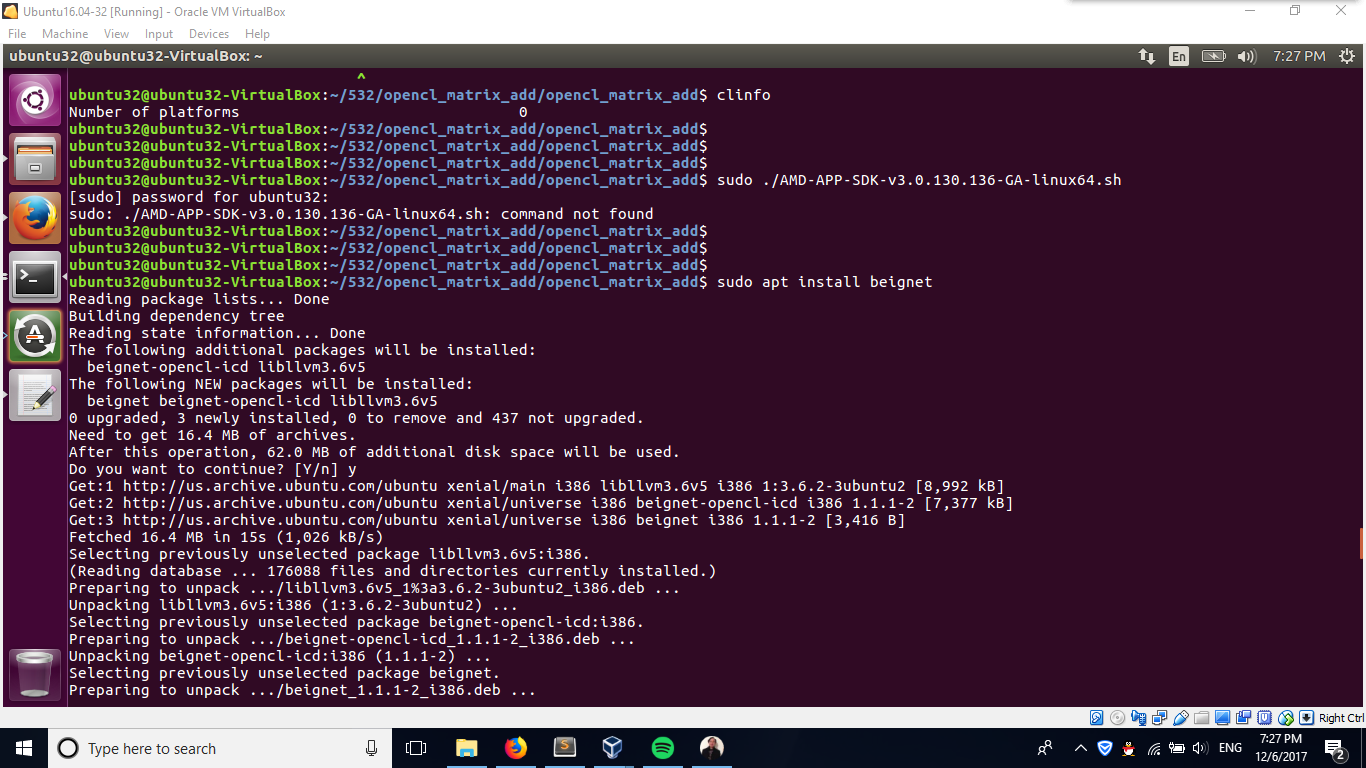 Ubuntu16.04-32 [Running] - Oracle VM VirtualBox
File Machine View Input Devices Help
ubuntu32@ubuntu32-VirtualBox: ~
En
7:27 PM
^
ubuntu32@ubuntu32-VirtualBox:~/532/opencl_matrix_add/opencl_matrix_add$ clinfo
Number of platforms 0
ubuntu32@ubuntu32-VirtualBox:~/532/opencl_matrix_add/opencl_matrix_add$
ubuntu32@ubuntu32-VirtualBox:~/532/opencl_matrix_add/opencl_matrix_add$
ubuntu32@ubuntu32-VirtualBox:~/532/opencl_matrix_add/opencl_matrix_add$
ubuntu32@ubuntu32-VirtualBox:~/532/opencl_matrix_add/opencl_matrix_add$ sudo ./AMD-APP-SDK-v3.0.130.136-GA-linux64.sh
[sudo] password for ubuntu32:
sudo: ./AMD-APP-SDK-v3.0.130.136-GA-linux64.sh: command not found
ubuntu32@ubuntu32-VirtualBox:~/532/opencl_matrix_add/opencl_matrix_add$
ubuntu32@ubuntu32-VirtualBox:~/532/opencl_matrix_add/opencl_matrix_add$
ubuntu32@ubuntu32-VirtualBox:~/532/opencl_matrix_add/opencl_matrix_add$
ubuntu32@ubuntu32-VirtualBox:~/532/opencl_matrix_add/opencl_matrix_add$ sudo apt install beignet
Reading package lists... Done
Building dependency tree
Reading state information... Done
The following additional packages will be installed:
beignet-opencl-icd libllvm3.6v5
The following NEW packages will be installed:
beignet beignet-opencl-icd libllvm3.6v5
0 upgraded, 3 newly installed, 0 to remove and 437 not upgraded.
Need to get 16.4 MB of archives.
After this operation, 62.0 MB of additional disk space will be used.
Do you want to continue? [Y/n] y
Get:1 http://us.archive.ubuntu.com/ubuntu xenial/main i386 libllvm3.6v5 i386 1:3.6.2-3ubuntu2 [8,992 kB]
Get:2 http://us.archive.ubuntu.com/ubuntu xenial/universe i386 beignet-opencl-icd i386 1.1.1-2 [7,377 kB]
Get:3 http://us.archive.ubuntu.com/ubuntu xenial/universe i386 beignet i386 1.1.1-2 [3,416 B]
Fetched 16.4 MB in 15s (1,026 kB/s)
Selecting previously unselected package libllvm3.6v5:i386.
(Reading database ... 176088 files and directories currently installed.)
Preparing to unpack .../libllvm3.6v5_1%3a3.6.2-3ubuntu2_i386.deb ...
Unpacking libllvm3.6v5:i386 (1:3.6.2-3ubuntu2) ...
Selecting previously unselected package beignet-opencl-icd:i386.
Preparing to unpack .../beignet-opencl-icd_1.1.1-2_i386.deb ...
Unpacking beignet-opencl-icd:i386 (1.1.1-2) ...
Selecting previously unselected package beignet.
Preparing to unpack .../beignet_1.1.1-2_i386.deb ...
Right Ctrl
Type here to search
ENG
7:27 PM
12/6/2017
2